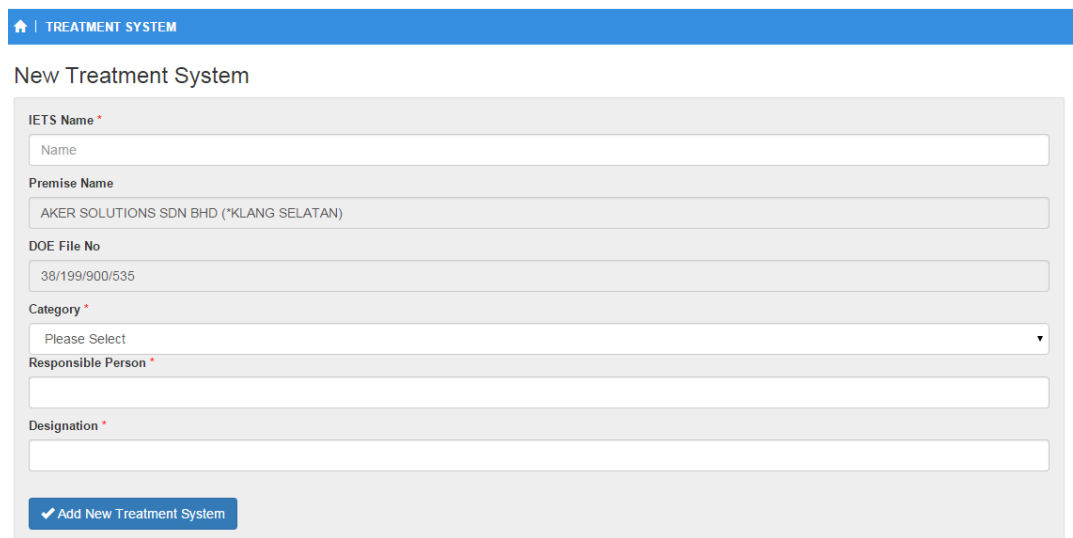 | TREATMENT SYSTEM
New Treatment System
IETS Name *
Name
Premise Name
AKER SOLUTIONS SDN BHD (*KLANG SELATAN)
DOE File No
38/199/900/535
Category *
Please Select
Responsible Person *
Designation *
Add New Treatment System